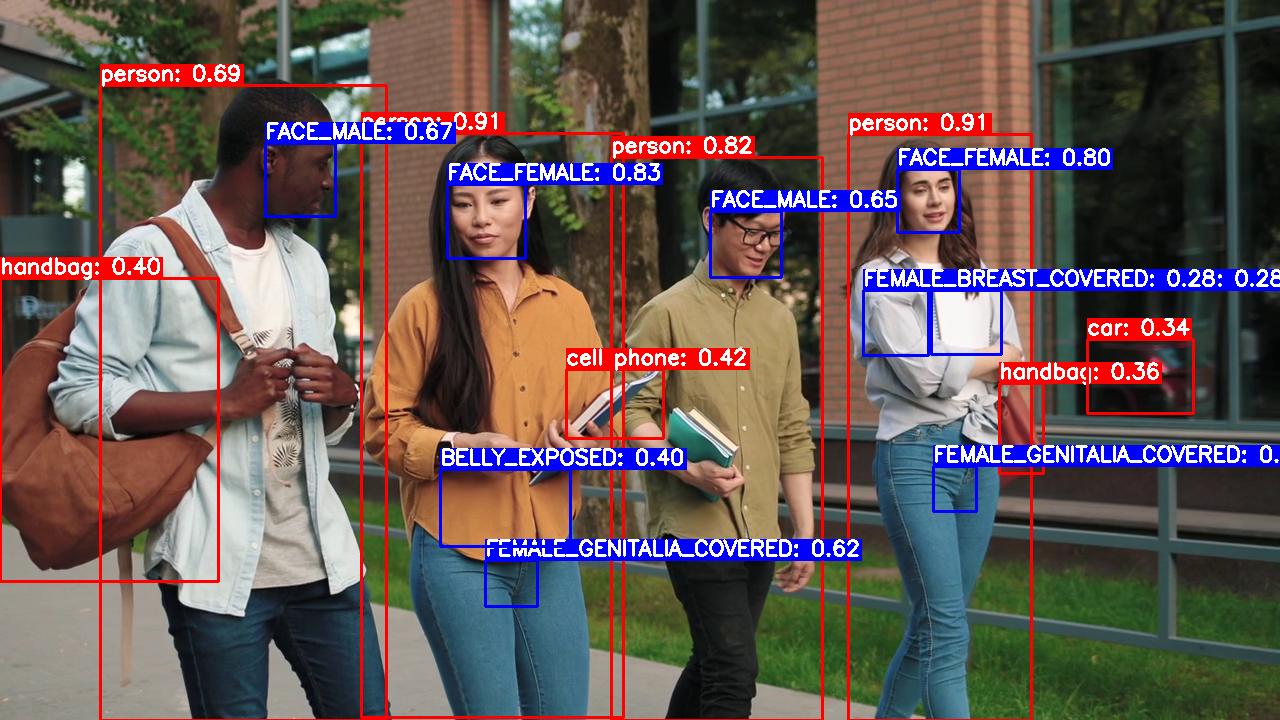 person: 0.69
person: 0.91
FACE_MALE: 0.67
person: 0.82
person: 0.91
FACE_FEMALE: 0.83
FACE_FEMALE: 0.80
FACE_MALE: 0.65
handbag: 0.40
FEMALE_BREAST_COVERED: 0.28: 0.28
car: 0.34
cell phone: 0.42
handbag: 0.36
BELLY_EXPOSED: 0.40
FEMALE_GENITALIA_COVERED: 0.
FEMALE_GENITALIA_COVERED: 0.62